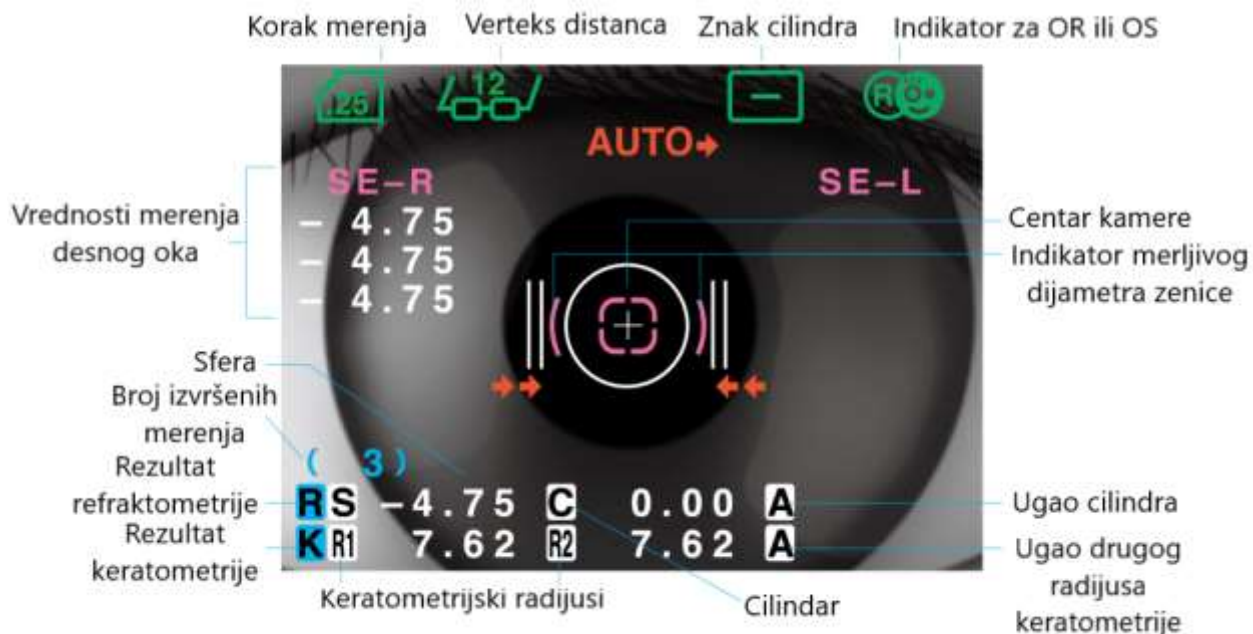 Korak merenja
Verteks distanca
Znak cilindra
Indikator za OR ili OS
.25
12
−
R
AUTO
SE−R
SE−L
− 4.75
− 4.75
− 4.75
Vrednosti merenja
desnog oka
Centar kamere
Indikator merljivog
dijametra zenice
Sfera
Broj izvršenih
merenja
( 3 )
Rezultat
refraktometrije
R S −4.75 C 0.00 A
Ugao cilindra
Rezultat
keratometrije
K R1 7.62 R2 7.62 A
Ugao drugog
radijusa
keratometrije
Keratometrijski radijusi
Cilindar